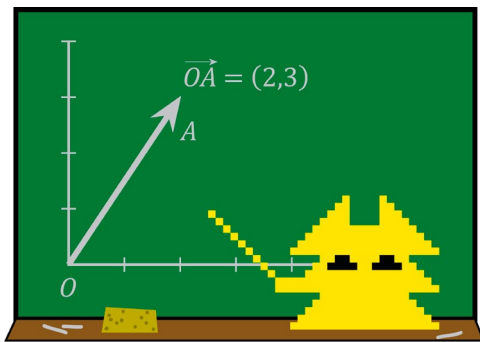 OA = (2,3)
A
O